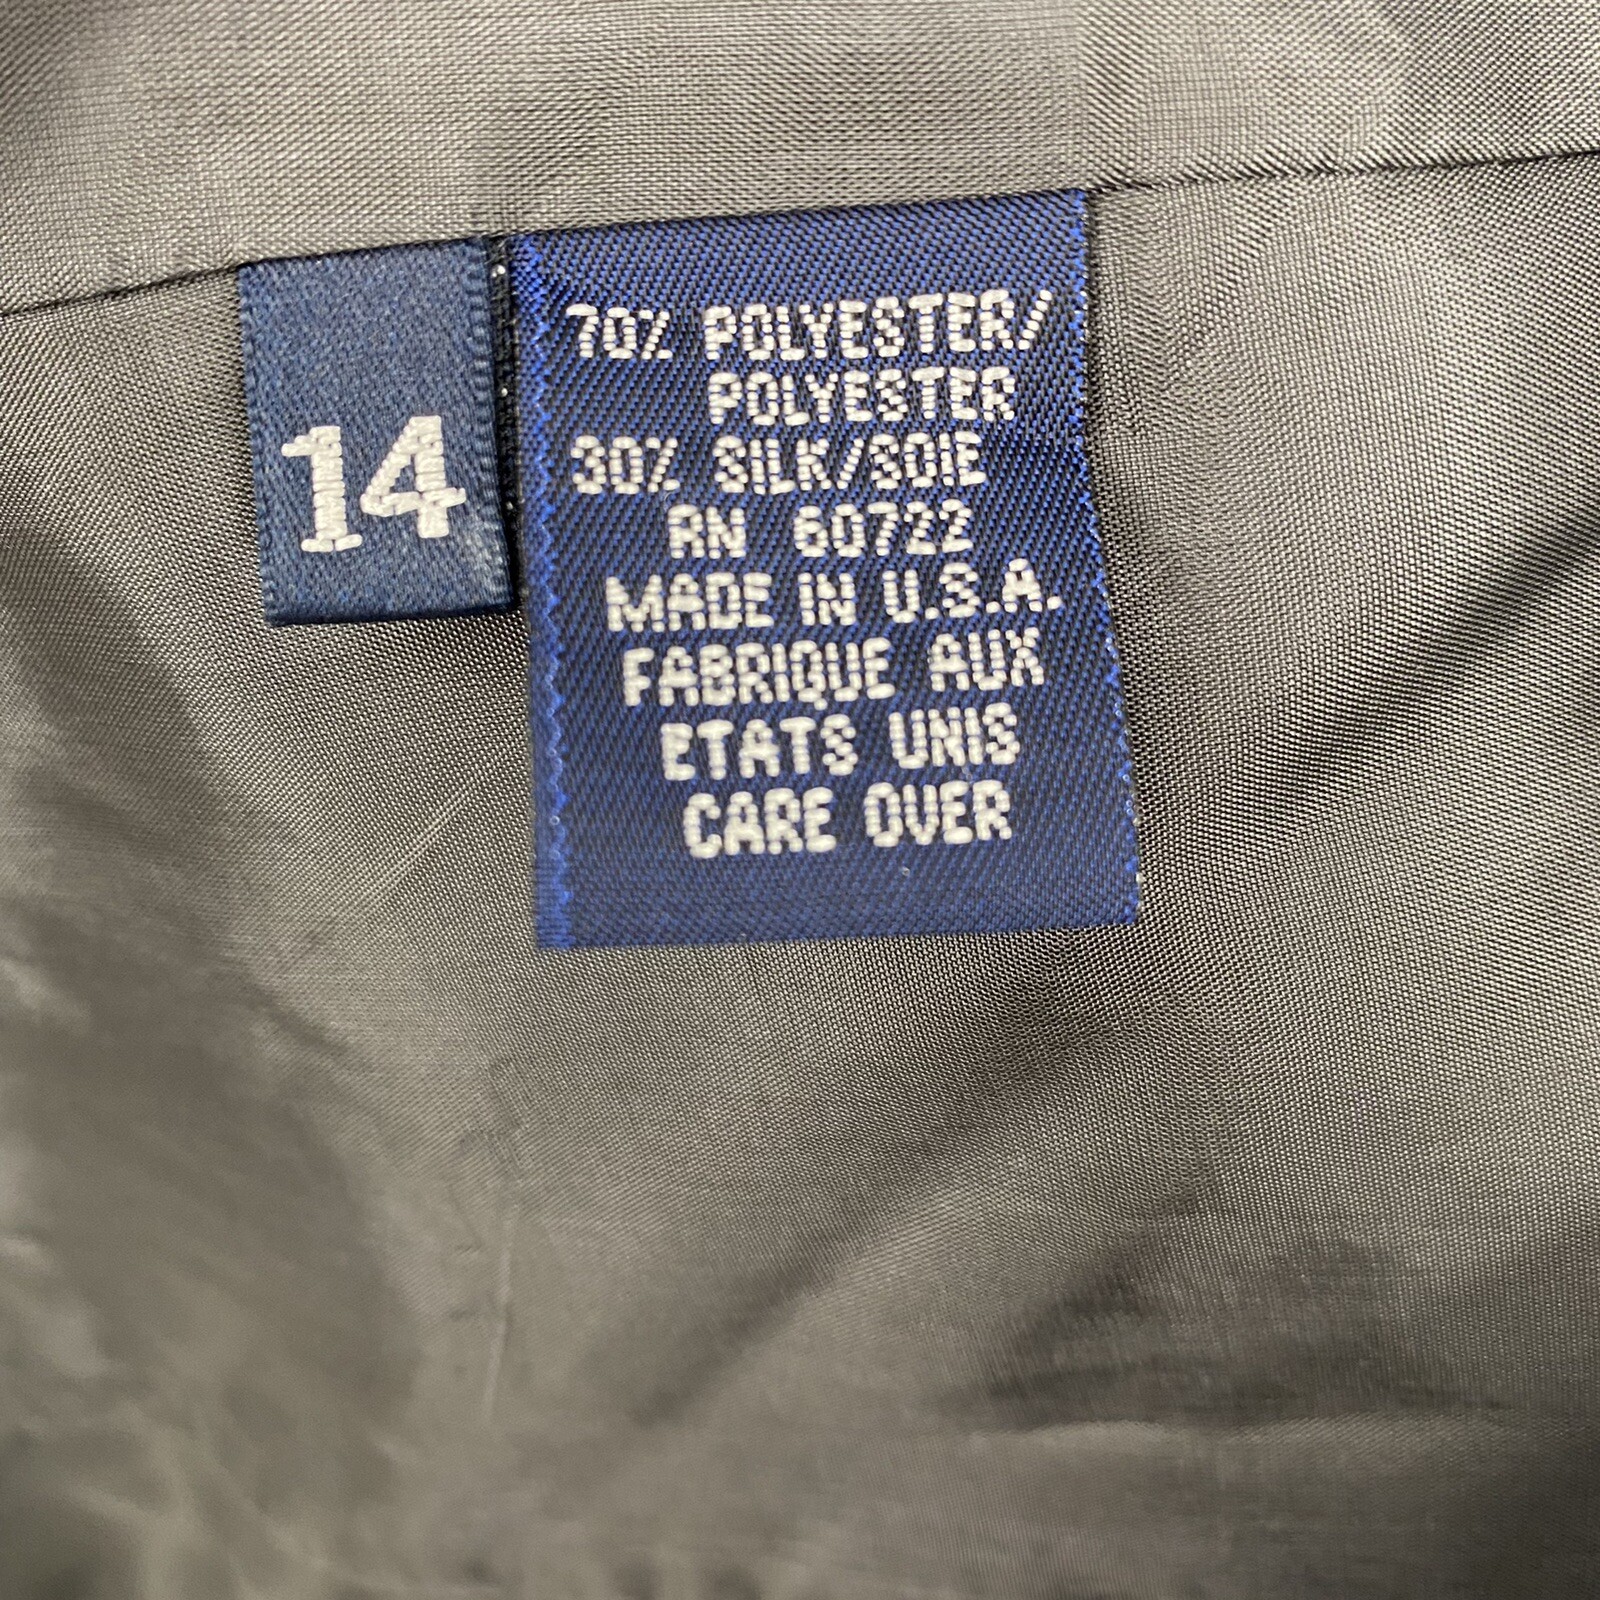 14
70% POLYESTER/
POLYESTER
30% SILK/SOIE
RN 60722
MADE IN U.S.A.
FABRIQUE AUX
ETATS UNIS
CARE OVER